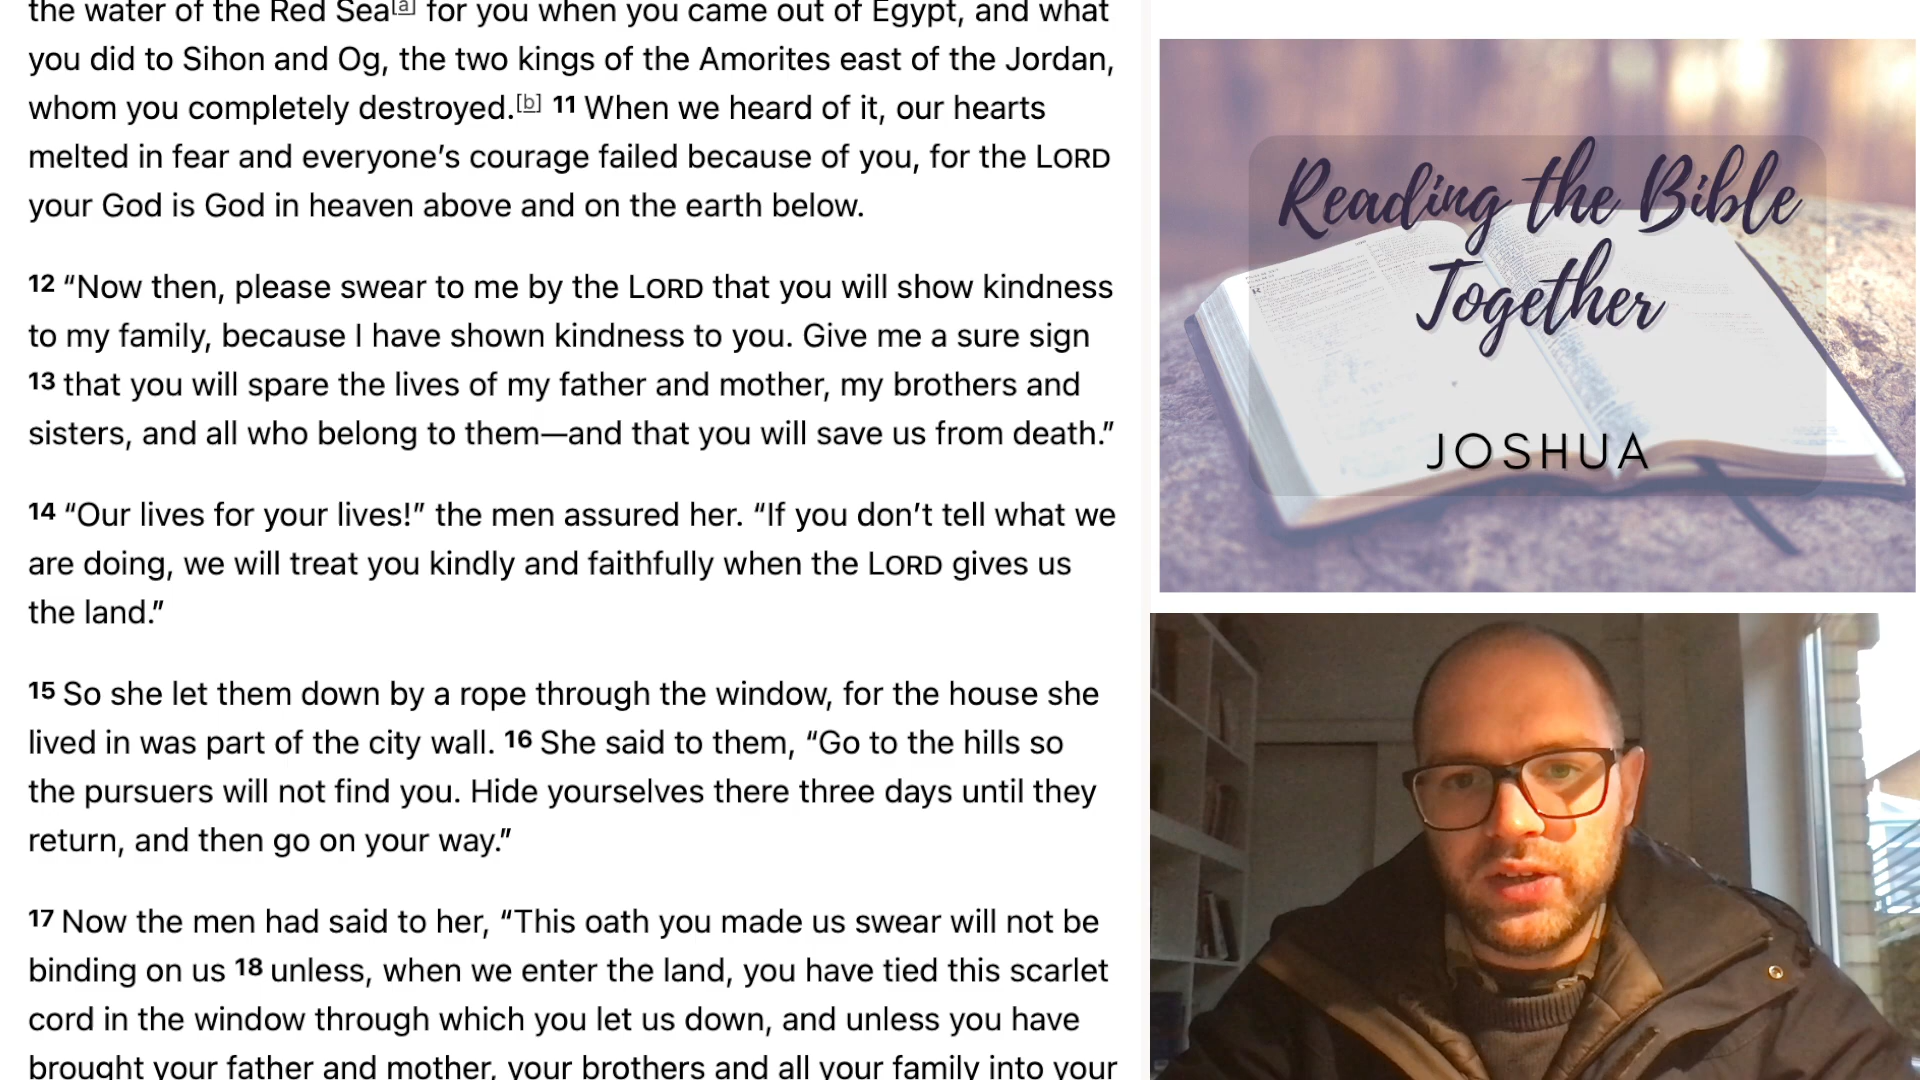 the water of the Red Sea[a] for you when you came out of Egypt, and what
you did to Sihon and Og, the two kings of the Amorites east of the Jordan,
whom you completely destroyed.[b] 11 When we heard of it, our hearts
melted in fear and everyone’s courage failed because of you, for the LORD
your God is God in heaven above and on the earth below.
12 “Now then, please swear to me by the LORD that you will show kindness
to my family, because I have shown kindness to you. Give me a sure sign
13 that you will spare the lives of my father and mother, my brothers and
sisters, and all who belong to them—and that you will save us from death.”
14 “Our lives for your lives!” the men assured her. “If you don’t tell what we
are doing, we will treat you kindly and faithfully when the LORD gives us
the land.”
15 So she let them down by a rope through the window, for the house she
lived in was part of the city wall. 16 She said to them, “Go to the hills so
the pursuers will not find you. Hide yourselves there three days until they
return, and then go on your way.”
17 Now the men had said to her, “This oath you made us swear will not be
binding on us 18 unless, when we enter the land, you have tied this scarlet
cord in the window through which you let us down, and unless you have
brought your father and mother, your brothers and all your family into your
Reading the Bible
Together
JOSHUA